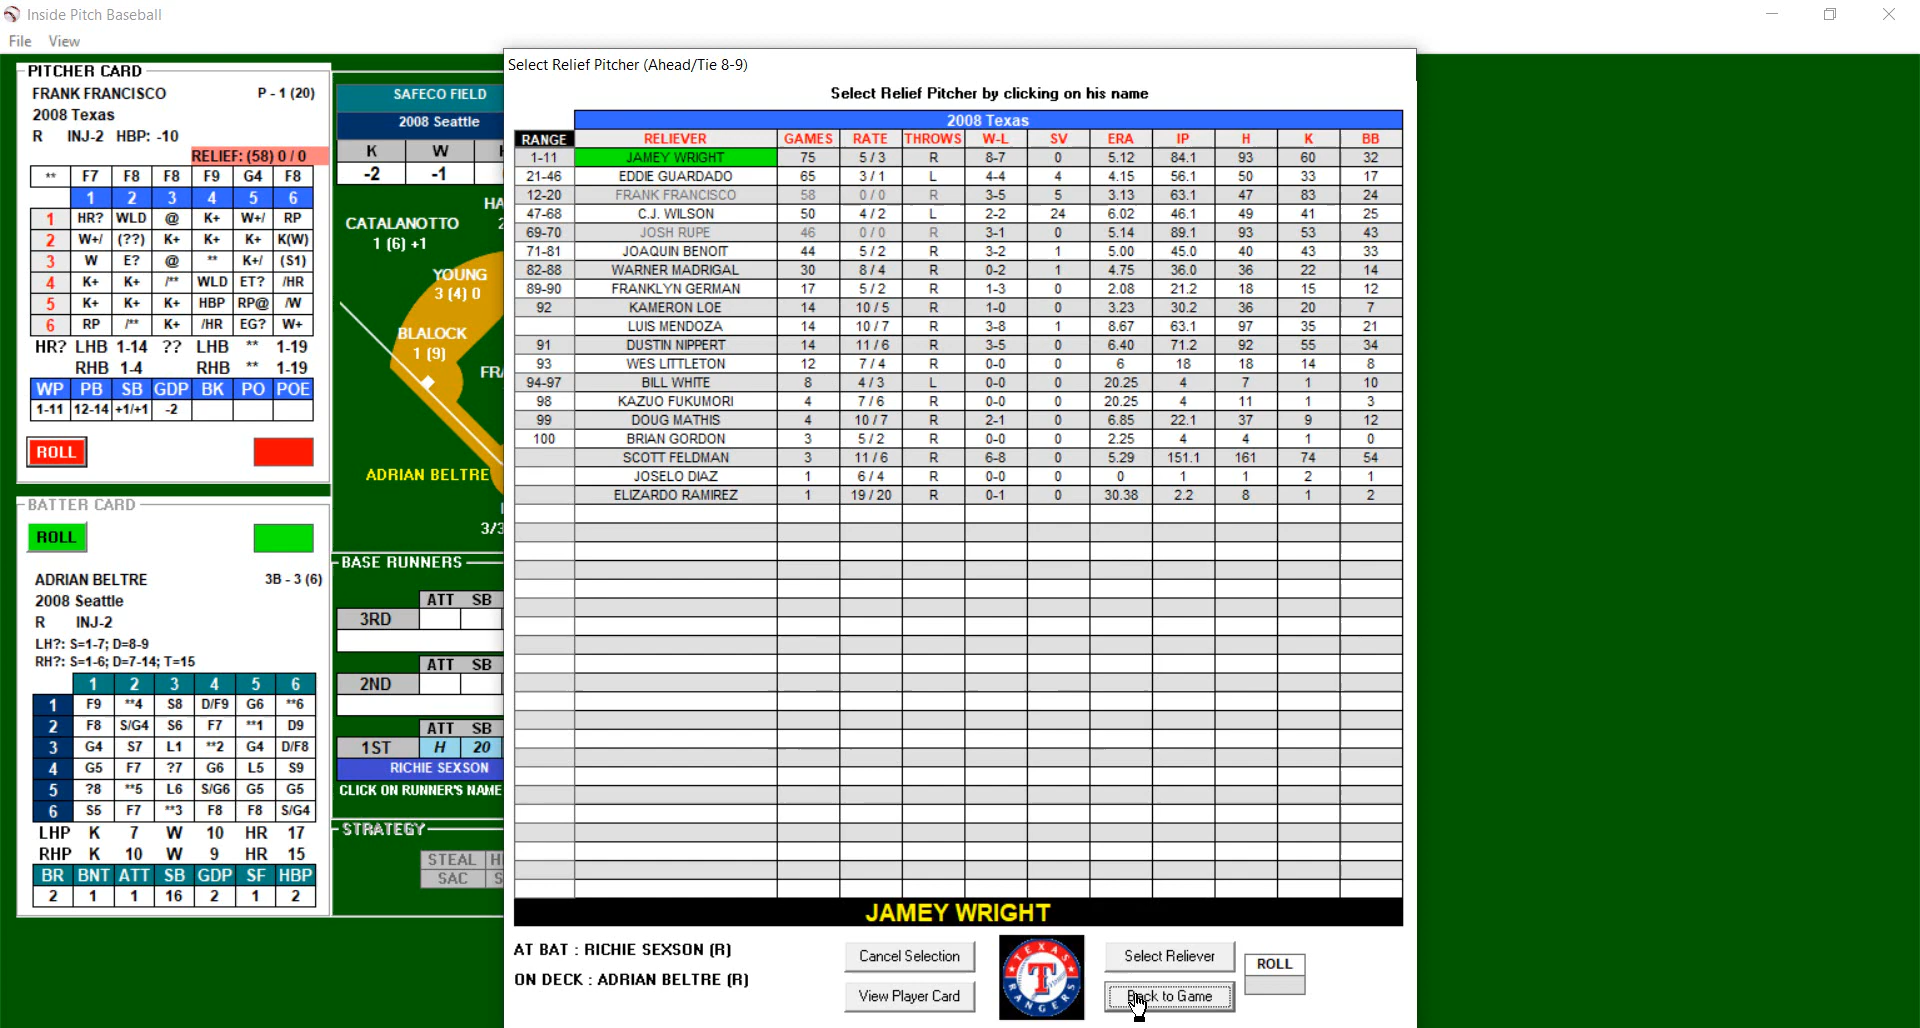 Inside Pitch Baseball
File View
PITCHER CARD
FRANK FRANCISCO P - 1 (20)
2008 Texas
R INJ-2 HBP: -10
RELIEF: (58) 0 / 0
** F7 F8 F8 F9 G4 F8
1 2 3 4 5 6
1 HR? WLD @ K+ W+/ RP
2 W+/ (??) K+ K+ K+ K(W)
3 W E? @ ** K+/ (S1)
4 K+ K+ /** WLD ET? /HR
5 K+ K+ K+ HBP RP@ /W
6 RP /** K+ /HR EG? W+
HR? LHB 1-14 ?? LHB ** 1-19
RHB 1-4 RHB ** 1-19
WP PB SB GDP BK PO POE
1-11 12-14 +1/+1 -2
ROLL
BATTER CARD
ROLL
ADRIAN BELTRE 3B - 3 (6)
2008 Seattle
R INJ-2
LH?: S=1-7; D=8-9
RH?: S=1-6; D=7-14; T=15
1 2 3 4 5 6
1 F9 **4 S8 D/F9 G6 **6
2 F8 S/G4 S6 F7 **1 D9
3 G4 S7 L1 **2 G4 D/F8
4 G5 F7 ?7 G6 L5 S9
5 ?8 **5 L6 S/G6 G5 G5
6 S5 F7 **3 F8 F8 S/G4
LHP K 7 W 10 HR 17
RHP K 10 W 9 HR 15
BR BNT ATT SB GDP SF HBP
2 1 1 16 2 1 2
SAFECO FIELD
2008 Seattle
K W
-2 -1
HA
CATALANOTTO
1 (6) +1
YOUNG
3 (4) 0
BLALOCK
1 (9)
FR
ADRIAN BELTRE
3/3
BASE RUNNERS
ATT SB
3RD
ATT SB
2ND
ATT SB
1ST H 20
RICHIE SEXSON
CLICK ON RUNNER'S NAME
STRATEGY
STEAL H
SAC S
Select Relief Pitcher (Ahead/Tie 8-9)
Select Relief Pitcher by clicking on his name
2008 Texas
RANGE RELIEVER GAMES RATE THROWS W-L SV ERA IP H K BB
1-11 JAMEY WRIGHT 75 5 / 3 R 8-7 0 5.12 84.1 93 60 32
21-46 EDDIE GUARDADO 65 3 / 1 L 4-4 4 4.15 56.1 50 33 17
12-20 FRANK FRANCISCO 58 0 / 0 R 3-5 5 3.13 63.1 47 83 24
47-68 C.J. WILSON 50 4 / 2 L 2-2 24 6.02 46.1 49 41 25
69-70 JOSH RUPE 46 0 / 0 R 3-1 0 5.14 89.1 93 53 43
71-81 JOAQUIN BENOIT 44 5 / 2 R 3-2 1 5.00 45.0 40 43 33
82-88 WARNER MADRIGAL 30 8 / 4 R 0-2 1 4.75 36.0 36 22 14
89-90 FRANKLYN GERMAN 17 5 / 2 R 1-3 0 2.08 21.2 18 15 12
92 KAMERON LOE 14 10 / 5 R 1-0 0 3.23 30.2 36 20 7
LUIS MENDOZA 14 10 / 7 R 3-8 1 8.67 63.1 97 35 21
91 DUSTIN NIPPERT 14 11 / 6 R 3-5 0 6.40 71.2 92 55 34
93 WES LITTLETON 12 7 / 4 R 0-0 0 6 18 18 14 8
94-97 BILL WHITE 8 4 / 3 L 0-0 0 20.25 4 7 1 10
98 KAZUO FUKUMORI 4 7 / 6 R 0-0 0 20.25 4 11 1 3
99 DOUG MATHIS 4 10 / 7 R 2-1 0 6.85 22.1 37 9 12
100 BRIAN GORDON 3 5 / 2 R 0-0 0 2.25 4 4 1 0
SCOTT FELDMAN 3 11 / 6 R 6-8 0 5.29 151.1 161 74 54
JOSELO DIAZ 1 6 / 4 R 0-0 0 0 1 1 2 1
ELIZARDO RAMIREZ 1 19 / 20 R 0-1 0 30.38 2.2 8 1 2
JAMEY WRIGHT
AT BAT : RICHIE SEXSON (R)
ON DECK : ADRIAN BELTRE (R)
Cancel Selection
View Player Card
TEXAS
T
RANGERS
Select Reliever
Back to Game
ROLL